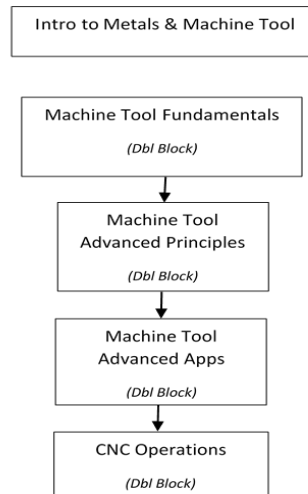 Intro to Metals & Machine Tool
Machine Tool Fundamentals
(Dbl Block)
Machine Tool
Advanced Principles
(Dbl Block)
Machine Tool
Advanced Apps
(Dbl Block)
CNC Operations
(Dbl Block)